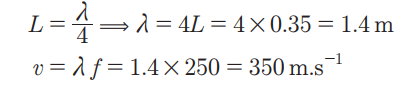 L = λ/4 ⟹ λ = 4L = 4 × 0.35 = 1.4 m
v = λ f = 1.4 × 250 = 350 m.s⁻¹